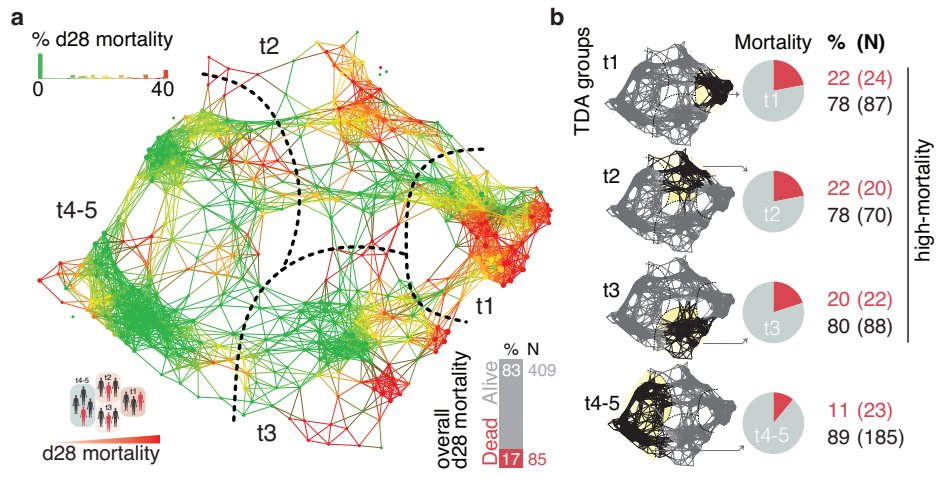 a
% d28 mortality
0
40
t2
t4-5
t1
t3
t4-5
t2
t1
t3
d28 mortality
overall
d28 mortality
Dead
Alive
%
N
83
409
17
85
b
TDA groups
Mortality
% (N)
t1
t1
22 (24)
78 (87)
t2
t2
22 (20)
78 (70)
t3
t3
20 (22)
80 (88)
t4-5
t4-5
11 (23)
89 (185)
high-mortality